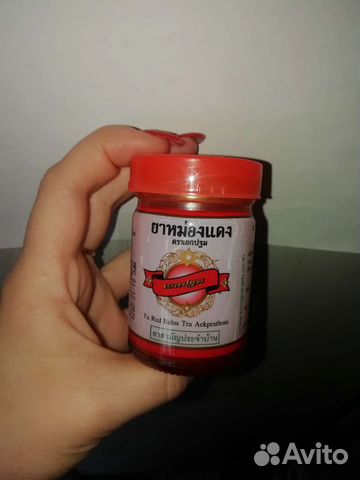 ยาหม่องแดง
ตราเอกปฐม
Ya Red Balm Tra Aekprathom
ยาสามัญประจำบ้าน
Avito